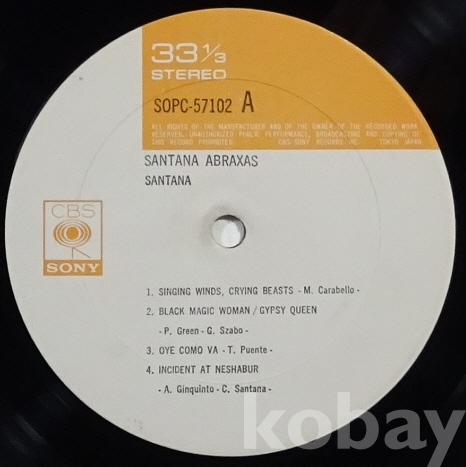 33 1/3
STEREO
SOPC-57102 A
ALL RIGHTS OF THE MANUFACTURER AND OF THE OWNER OF THE RECORDED WORK
RESERVED. UNAUTHORIZED PUBLIC PERFORMANCE, BROADCASTING AND COPYING OF
THIS RECORD PROHIBITED. CBS/SONY RECORDS INC. TOKYO JAPAN
SANTANA ABRAXAS
SANTANA
CBS
SONY
1. SINGING WINDS, CRYING BEASTS - M. Carabello -
2. BLACK MAGIC WOMAN / GYPSY QUEEN
- P. Green - G. Szabo -
3. OYE COMO VA - T. Puente -
4. INCIDENT AT NESHABUR
- A. Ginquinto - C. Santana -
kobay